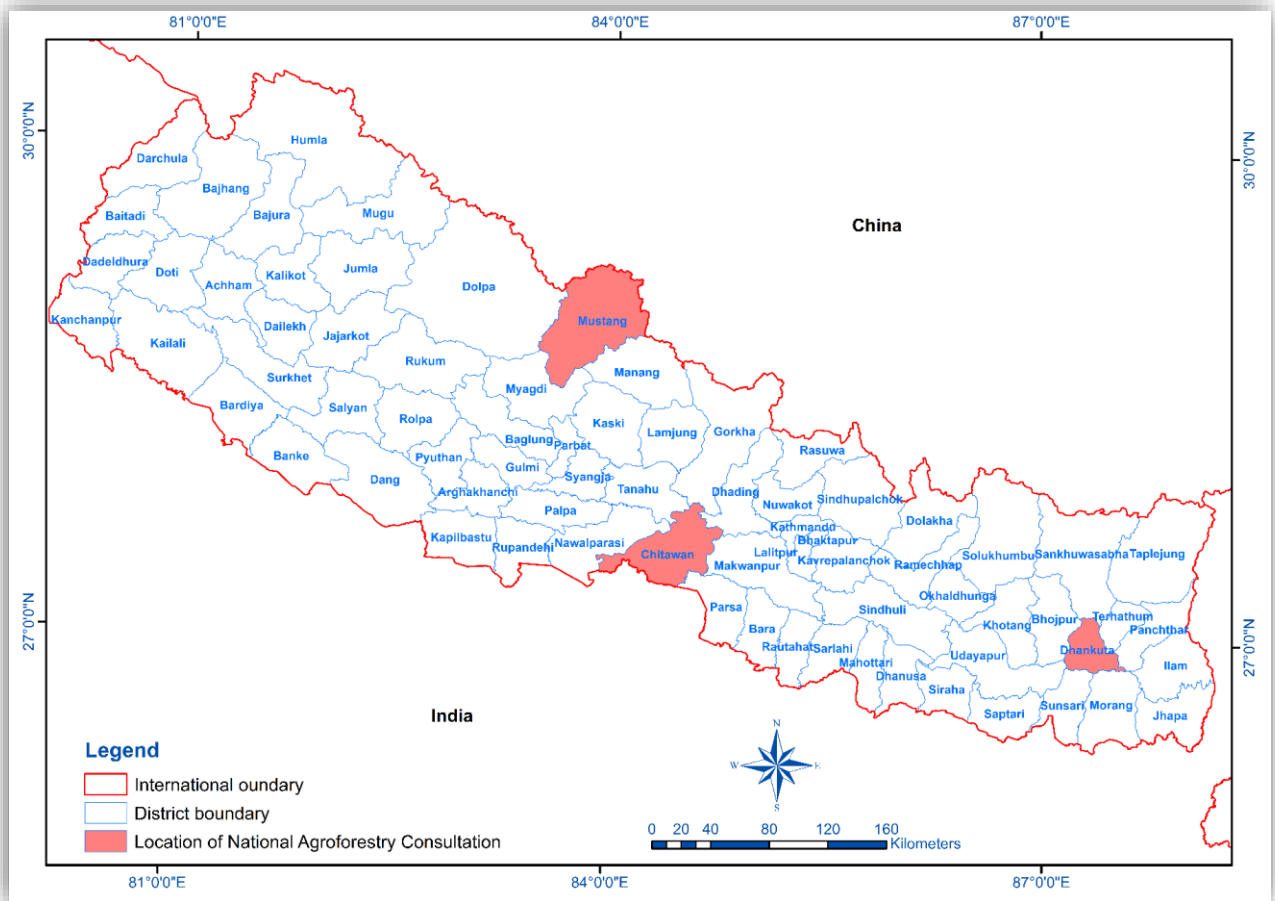 81°0'0"E 84°0'0"E 87°0'0"E
30°0'0"N
30°0'0"N
27°0'0"N
27°0'0"N
Humla
Darchula
Bajhang
Baitadi
Bajura
Mugu
China
Dadeldhura
Doti
Achham
Kalikot
Jumla
Dolpa
Kanchanpur
Kailali
Dailekh
Jajarkot
Mustang
Rukum
Manang
Surkhet
Myagdi
Bardiya
Salyan
Rolpa
Kaski
Lamjung
Gorkha
Rasuwa
Banke
Pyuthan
Baglung
Parbat
Dang
Gulmi
Syangja
Arghakhanchi
Tanahu
Dhading
Nuwakot
Sindhupalchok
Palpa
Kathmandu
Dolakha
Kapilbastu
Rupandehi
Nawalparasi
Chitawan
Bhaktapur
Lalitpur
Makwanpur
Kavrepalanchok
Ramechhap
Solukhumbu
Sankhuwasabha
Taplejung
Okhaldhunga
Parsa
Sindhuli
Bara
Khotang
Bhojpur
Terhathum
Panchthar
Rautahat
Sarlahi
Mahottari
Udayapur
Dhankuta
Ilam
Dhanusa
Siraha
Saptari
Sunsari
Morang
Jhapa
India
N
W E
S
Legend
International oundary
District boundary
Location of National Agroforestry Consultation
0 20 40 80 120 160
Kilometers
81°0'0"E 84°0'0"E 87°0'0"E